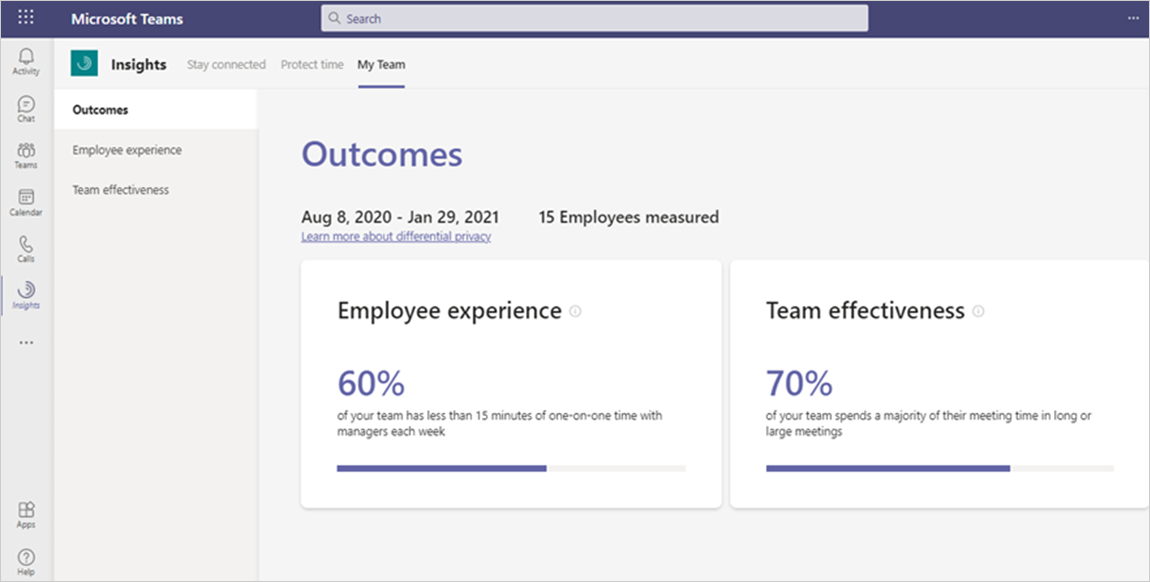 Microsoft Teams
Search
Activity
Chat
Teams
Calendar
Calls
Insights
Apps
Help
Insights Stay connected Protect time My Team
Outcomes
Employee experience
Team effectiveness
Outcomes
Aug 8, 2020 - Jan 29, 2021 15 Employees measured
Learn more about differential privacy
Employee experience
60%
of your team has less than 15 minutes of one-on-one time with
managers each week
Team effectiveness
70%
of your team spends a majority of their meeting time in long or
large meetings